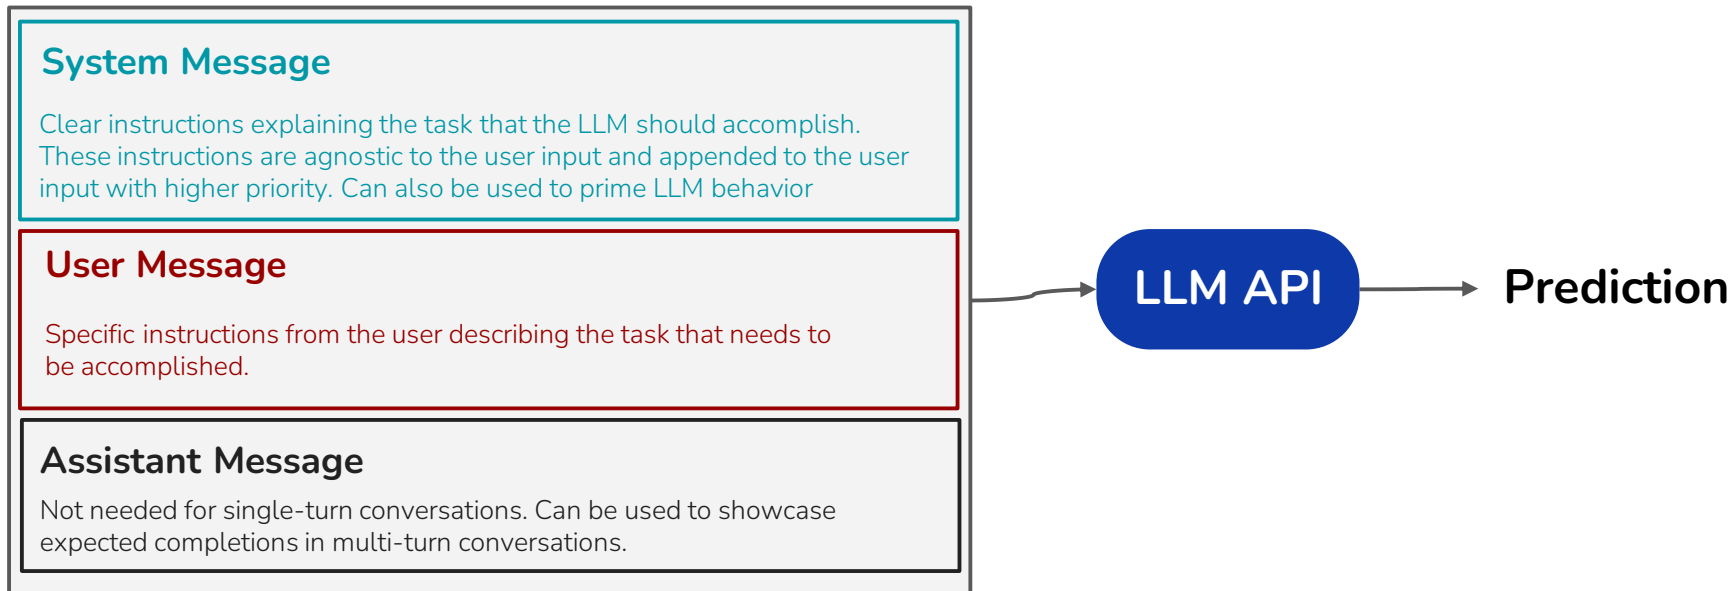 System Message
Clear instructions explaining the task that the LLM should accomplish.
These instructions are agnostic to the user input and appended to the user
input with higher priority. Can also be used to prime LLM behavior
User Message
Specific instructions from the user describing the task that needs to
be accomplished.
Assistant Message
Not needed for single-turn conversations. Can be used to showcase
expected completions in multi-turn conversations.
LLM API
Prediction